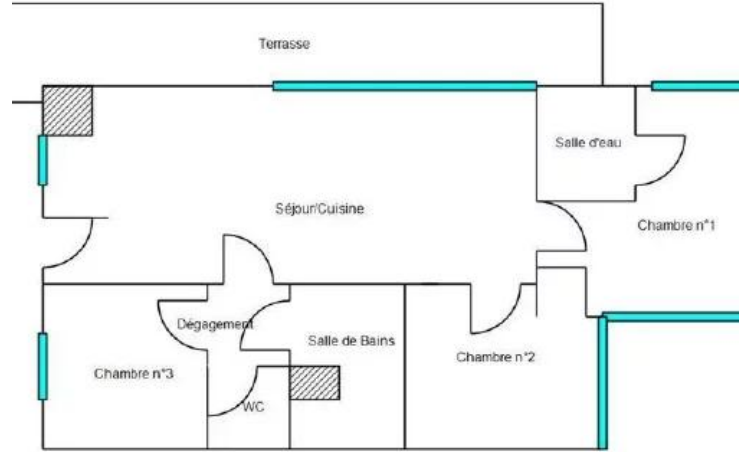 Terrasse
Salle d'eau
Séjour/Cuisine
Chambre n°1
Dégagement
Salle de Bains
Chambre n°2
Chambre n°3
WC